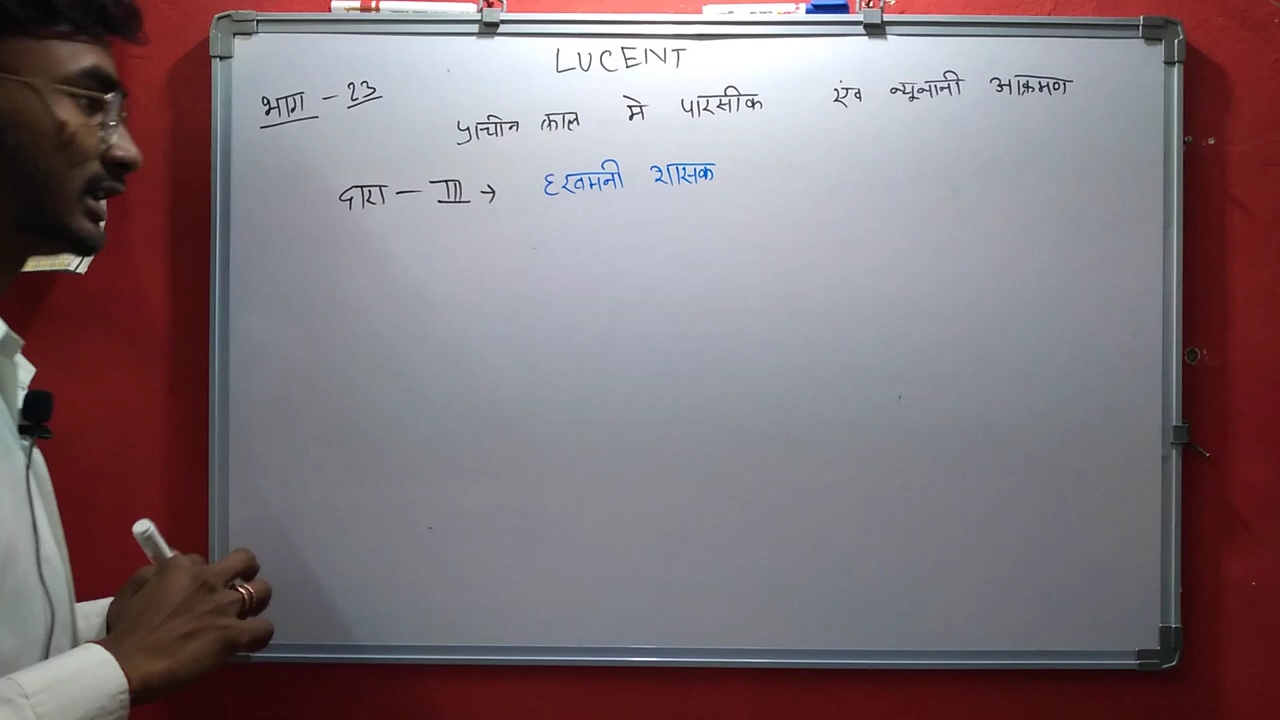 LUCENT
भाग - 23
प्राचीन काल मे पारसीक एंव न्यूनानी आक्रमण
दारा - III → हखमनी शासक